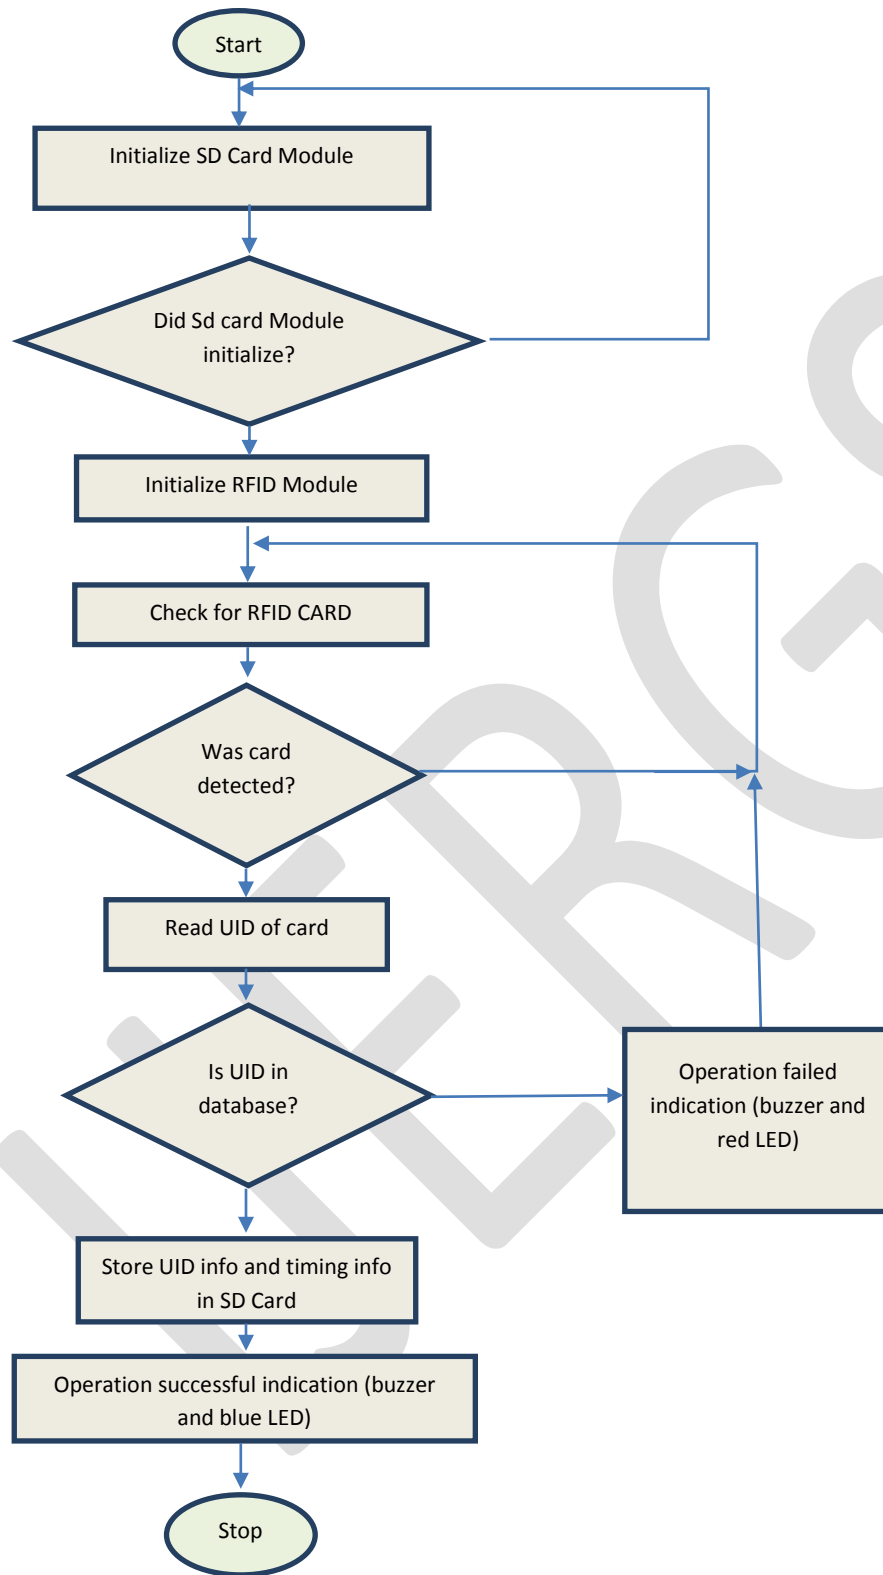 Start
Initialize SD Card Module
Did Sd card Module
initialize?
Initialize RFID Module
Check for RFID CARD
Was card
detected?
Read UID of card
Is UID in
database?
Operation failed
indication (buzzer and
red LED)
Store UID info and timing info
in SD Card
Operation successful indication (buzzer
and blue LED)
Stop